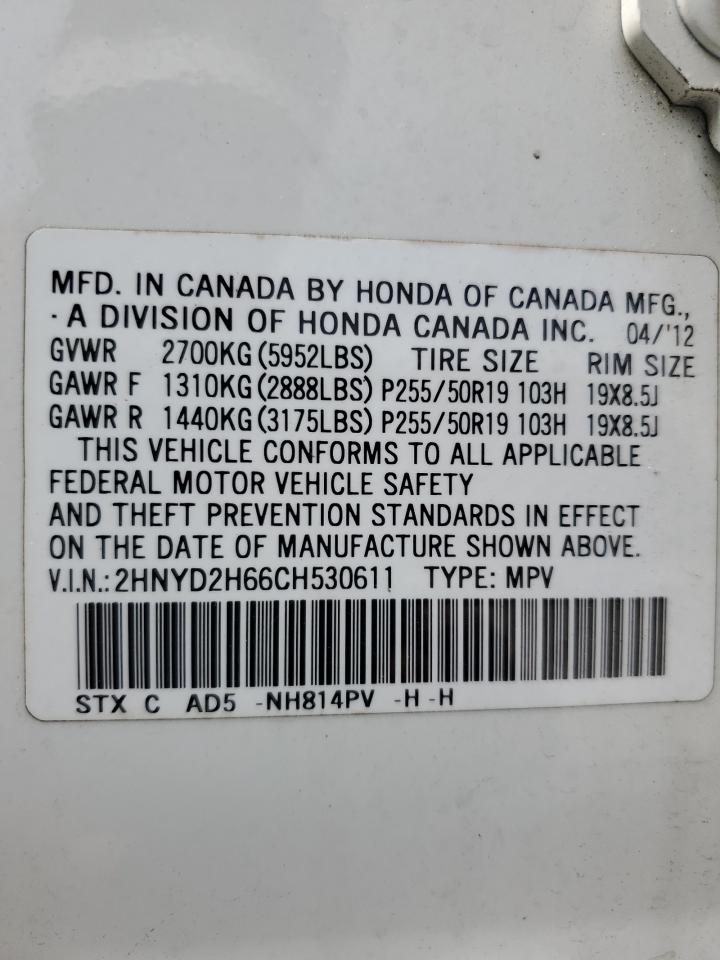 MFD. IN CANADA BY HONDA OF CANADA MFG.,
· A DIVISION OF HONDA CANADA INC. 04/'12
GVWR 2700KG (5952LBS) TIRE SIZE RIM SIZE
GAWR F 1310KG (2888LBS) P255/50R19 103H 19X8.5J
GAWR R 1440KG (3175LBS) P255/50R19 103H 19X8.5J
THIS VEHICLE CONFORMS TO ALL APPLICABLE
FEDERAL MOTOR VEHICLE SAFETY
AND THEFT PREVENTION STANDARDS IN EFFECT
ON THE DATE OF MANUFACTURE SHOWN ABOVE.
V.I.N.: 2HNYD2H66CH530611 TYPE: MPV
STX C AD5 -NH814PV -H -H